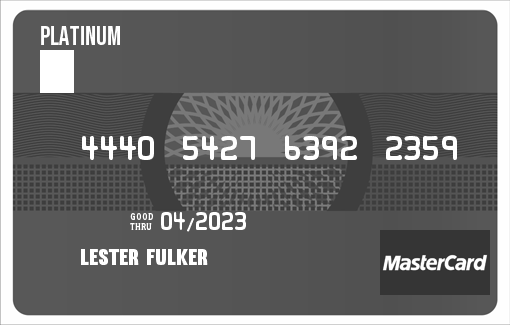 PLATINUM
4440 5427 6392 2359
GOOD THRU 04/2023
LESTER FULKER
MasterCard